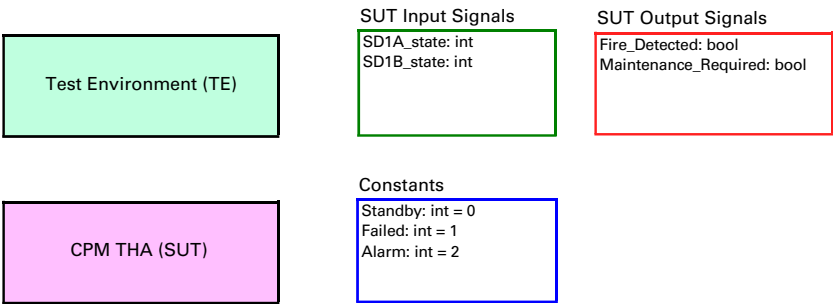 SUT Input Signals
SUT Output Signals
SD1A_state: int
SD1B_state: int
Fire_Detected: bool
Maintenance_Required: bool
Test Environment (TE)
Constants
Standby: int = 0
Failed: int = 1
Alarm: int = 2
CPM THA (SUT)